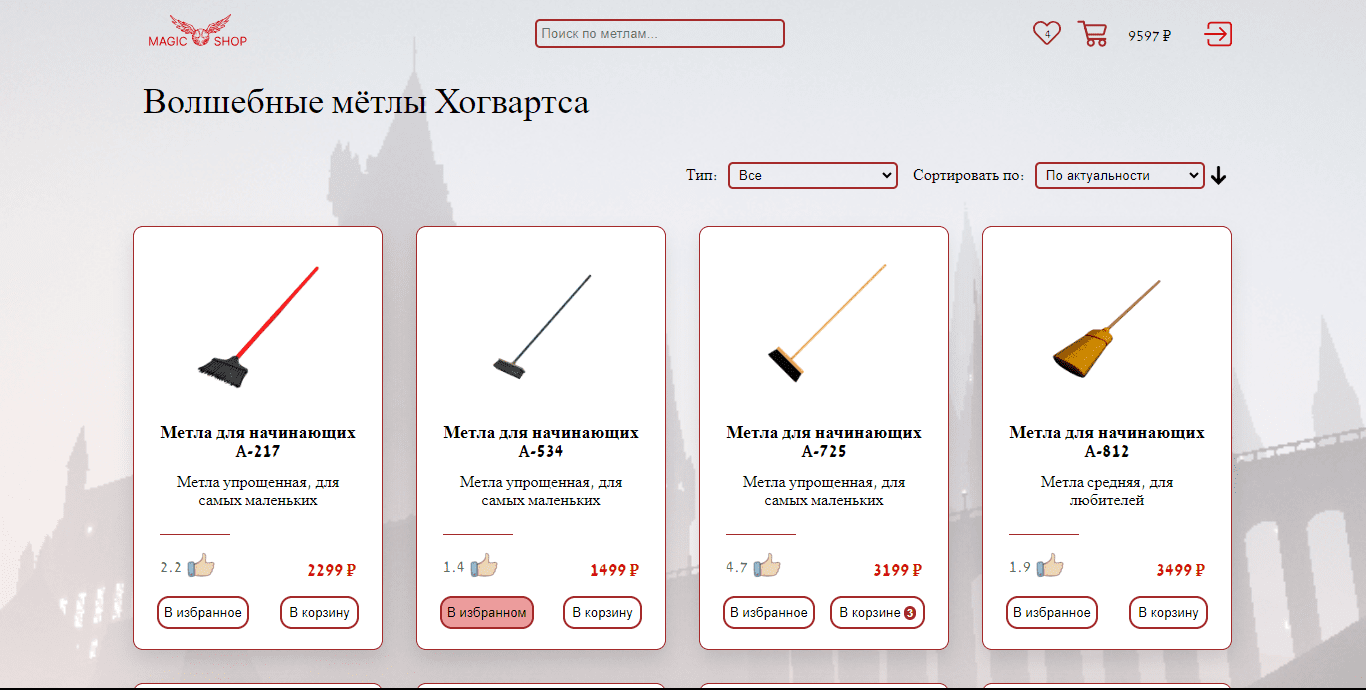 MAGIC SHOP
Поиск по метлам...
4
9597 ₽
Волшебные мётлы Хогвартса
Тип: Все Сортировать по: По актуальности
Метла для начинающих
А-217
Метла упрощенная, для
самых маленьких
2.2 2299 ₽
В избранное В корзину
Метла для начинающих
А-534
Метла упрощенная, для
самых маленьких
1.4 1499 ₽
В избранном В корзину
Метла для начинающих
А-725
Метла упрощенная, для
самых маленьких
4.7 3199 ₽
В избранное В корзине 3
Метла для начинающих
А-812
Метла средняя, для
любителей
1.9 3499 ₽
В избранное В корзину